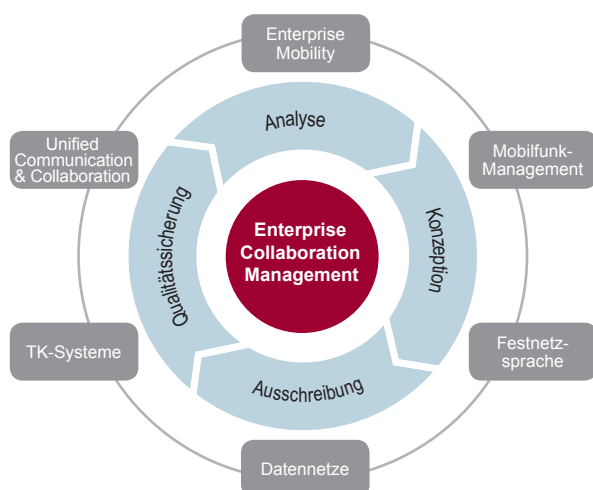 Enterprise
Mobility
Analyse
Unified
Communication
& Collaboration
Mobilfunk-
Management
Qualitätssicherung
Enterprise
Collaboration
Management
Konzeption
TK-Systeme
Festnetz-
sprache
Ausschreibung
Datennetze